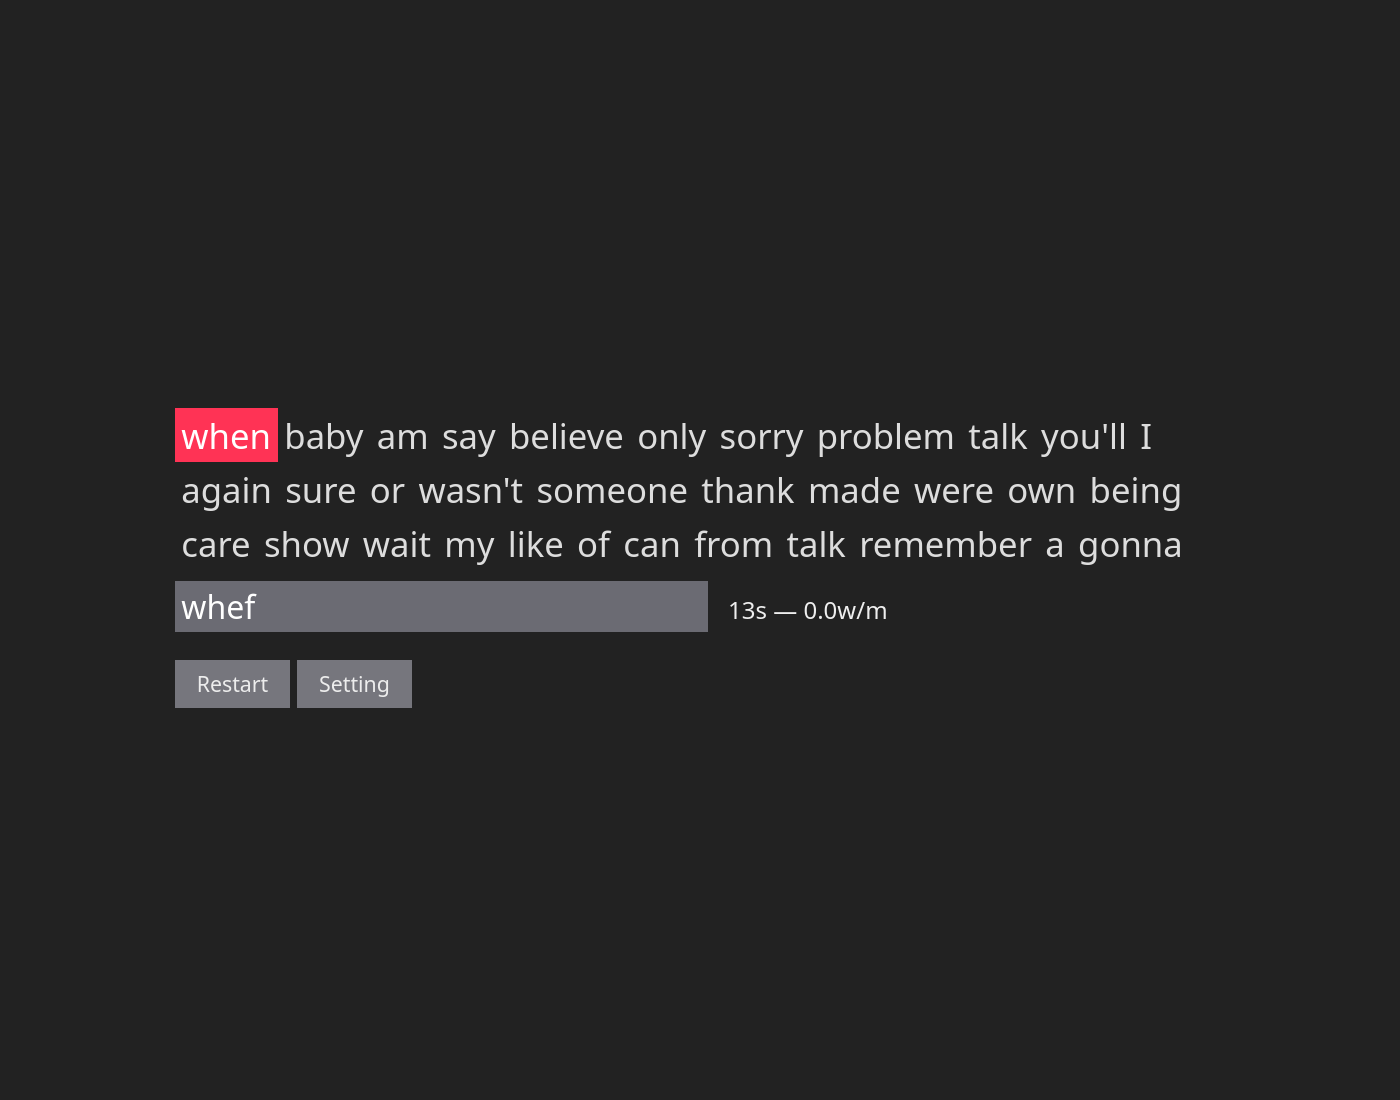 when baby am say believe only sorry problem talk you'll I
again sure or wasn't someone thank made were own being
care show wait my like of can from talk remember a gonna
whef
13s — 0.0w/m
Restart Setting